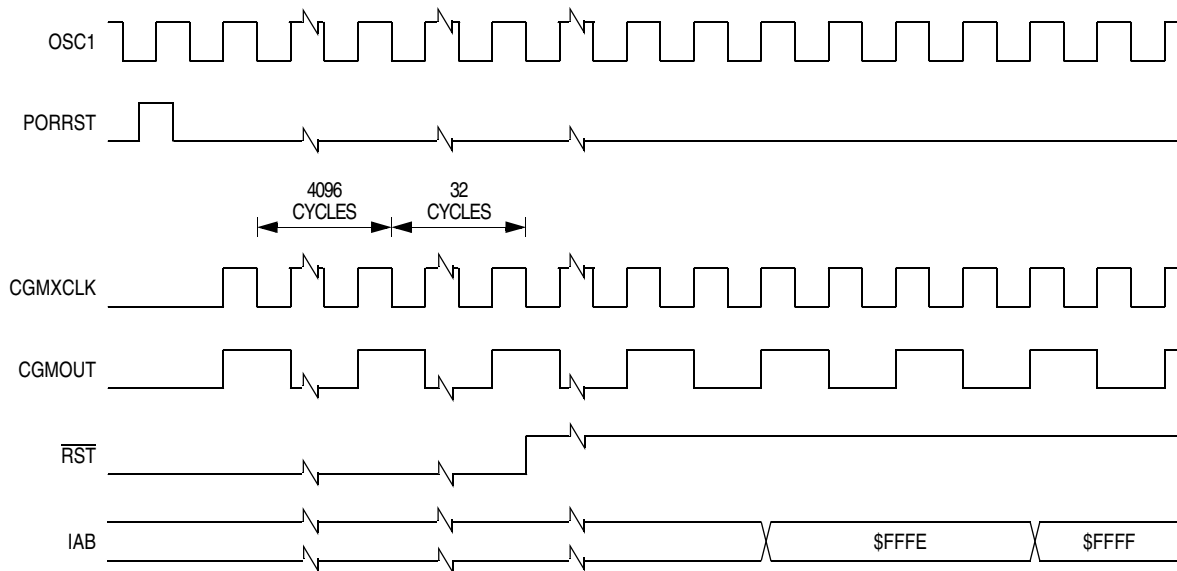 OSC1
PORRST
4096
CYCLES
32
CYCLES
CGMXCLK
CGMOUT
RST
IAB
$FFFE
$FFFF